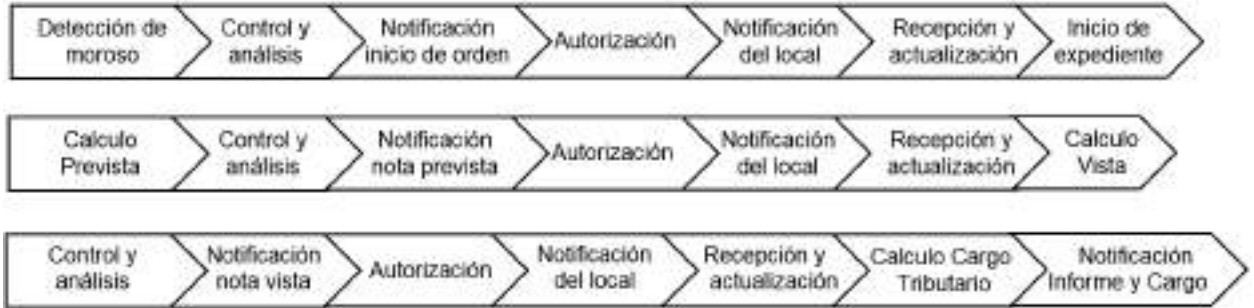 Detección de moroso
Control y análisis
Notificación inicio de orden
Autorización
Notificación del local
Recepción y actualización
Inicio de expediente
Calculo Prevista
Control y análisis
Notificación nota prevista
Autorización
Notificación del local
Recepción y actualización
Calculo Vista
Control y análisis
Notificación nota vista
Autorización
Notificación del local
Recepción y actualización
Calculo Cargo Tributario
Notificación Informe y Cargo